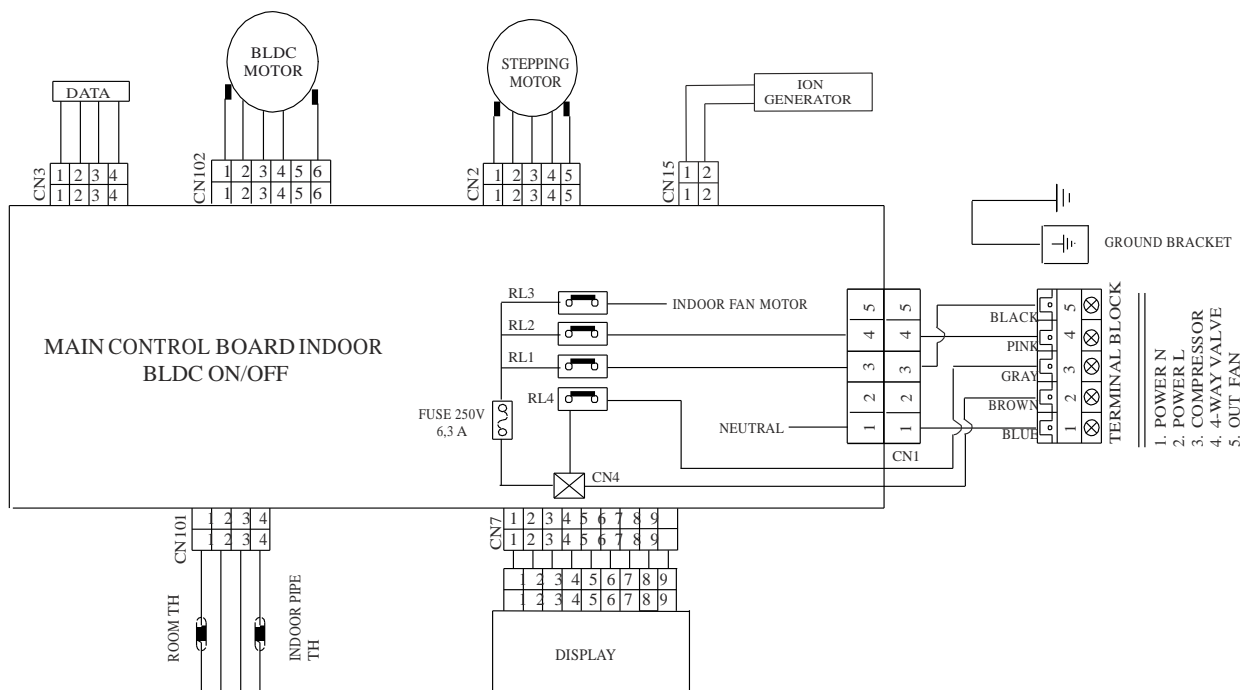 BLDC
MOTOR
STEPPING
MOTOR
ION
GENERATOR
DATA
CN3
1 2 3 4
1 2 3 4
CN102
1 2 3 4 5 6
1 2 3 4 5 6
CN2
1 2 3 4 5
1 2 3 4 5
CN15
1 2
1 2
GROUND BRACKET
MAIN CONTROL BOARD INDOOR
BLDC ON/OFF
RL3
INDOOR FAN MOTOR
RL2
RL1
RL4
FUSE 250V
6,3 A
NEUTRAL
CN4
5 5
4 4
3 3
2 2
1 1
CN1
BLACK
PINK
GRAY
BROWN
BLUE
5
4
3
2
1
TERMINAL BLOCK
1. POWER N
2. POWER L
3. COMPRESSOR
4. 4-WAY VALVE
5. OUT FAN
CN101
1 2 3 4
1 2 3 4
ROOM TH
INDOOR PIPE
TH
CN7
1 2 3 4 5 6 7 8 9
1 2 3 4 5 6 7 8 9
1 2 3 4 5 6 7 8 9
1 2 3 4 5 6 7 8 9
DISPLAY